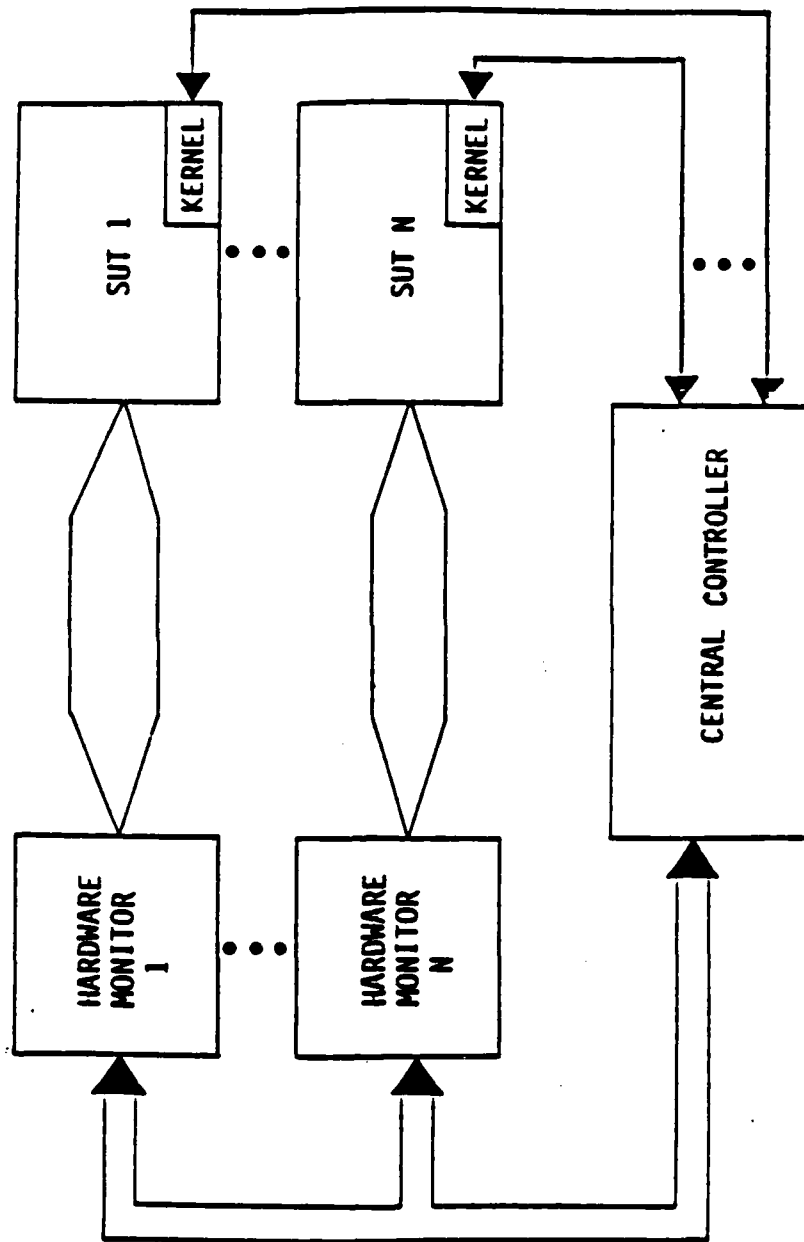 HARDWARE
MONITOR
1
SUT 1
KERNEL
HARDWARE
MONITOR
N
SUT N
KERNEL
CENTRAL CONTROLLER